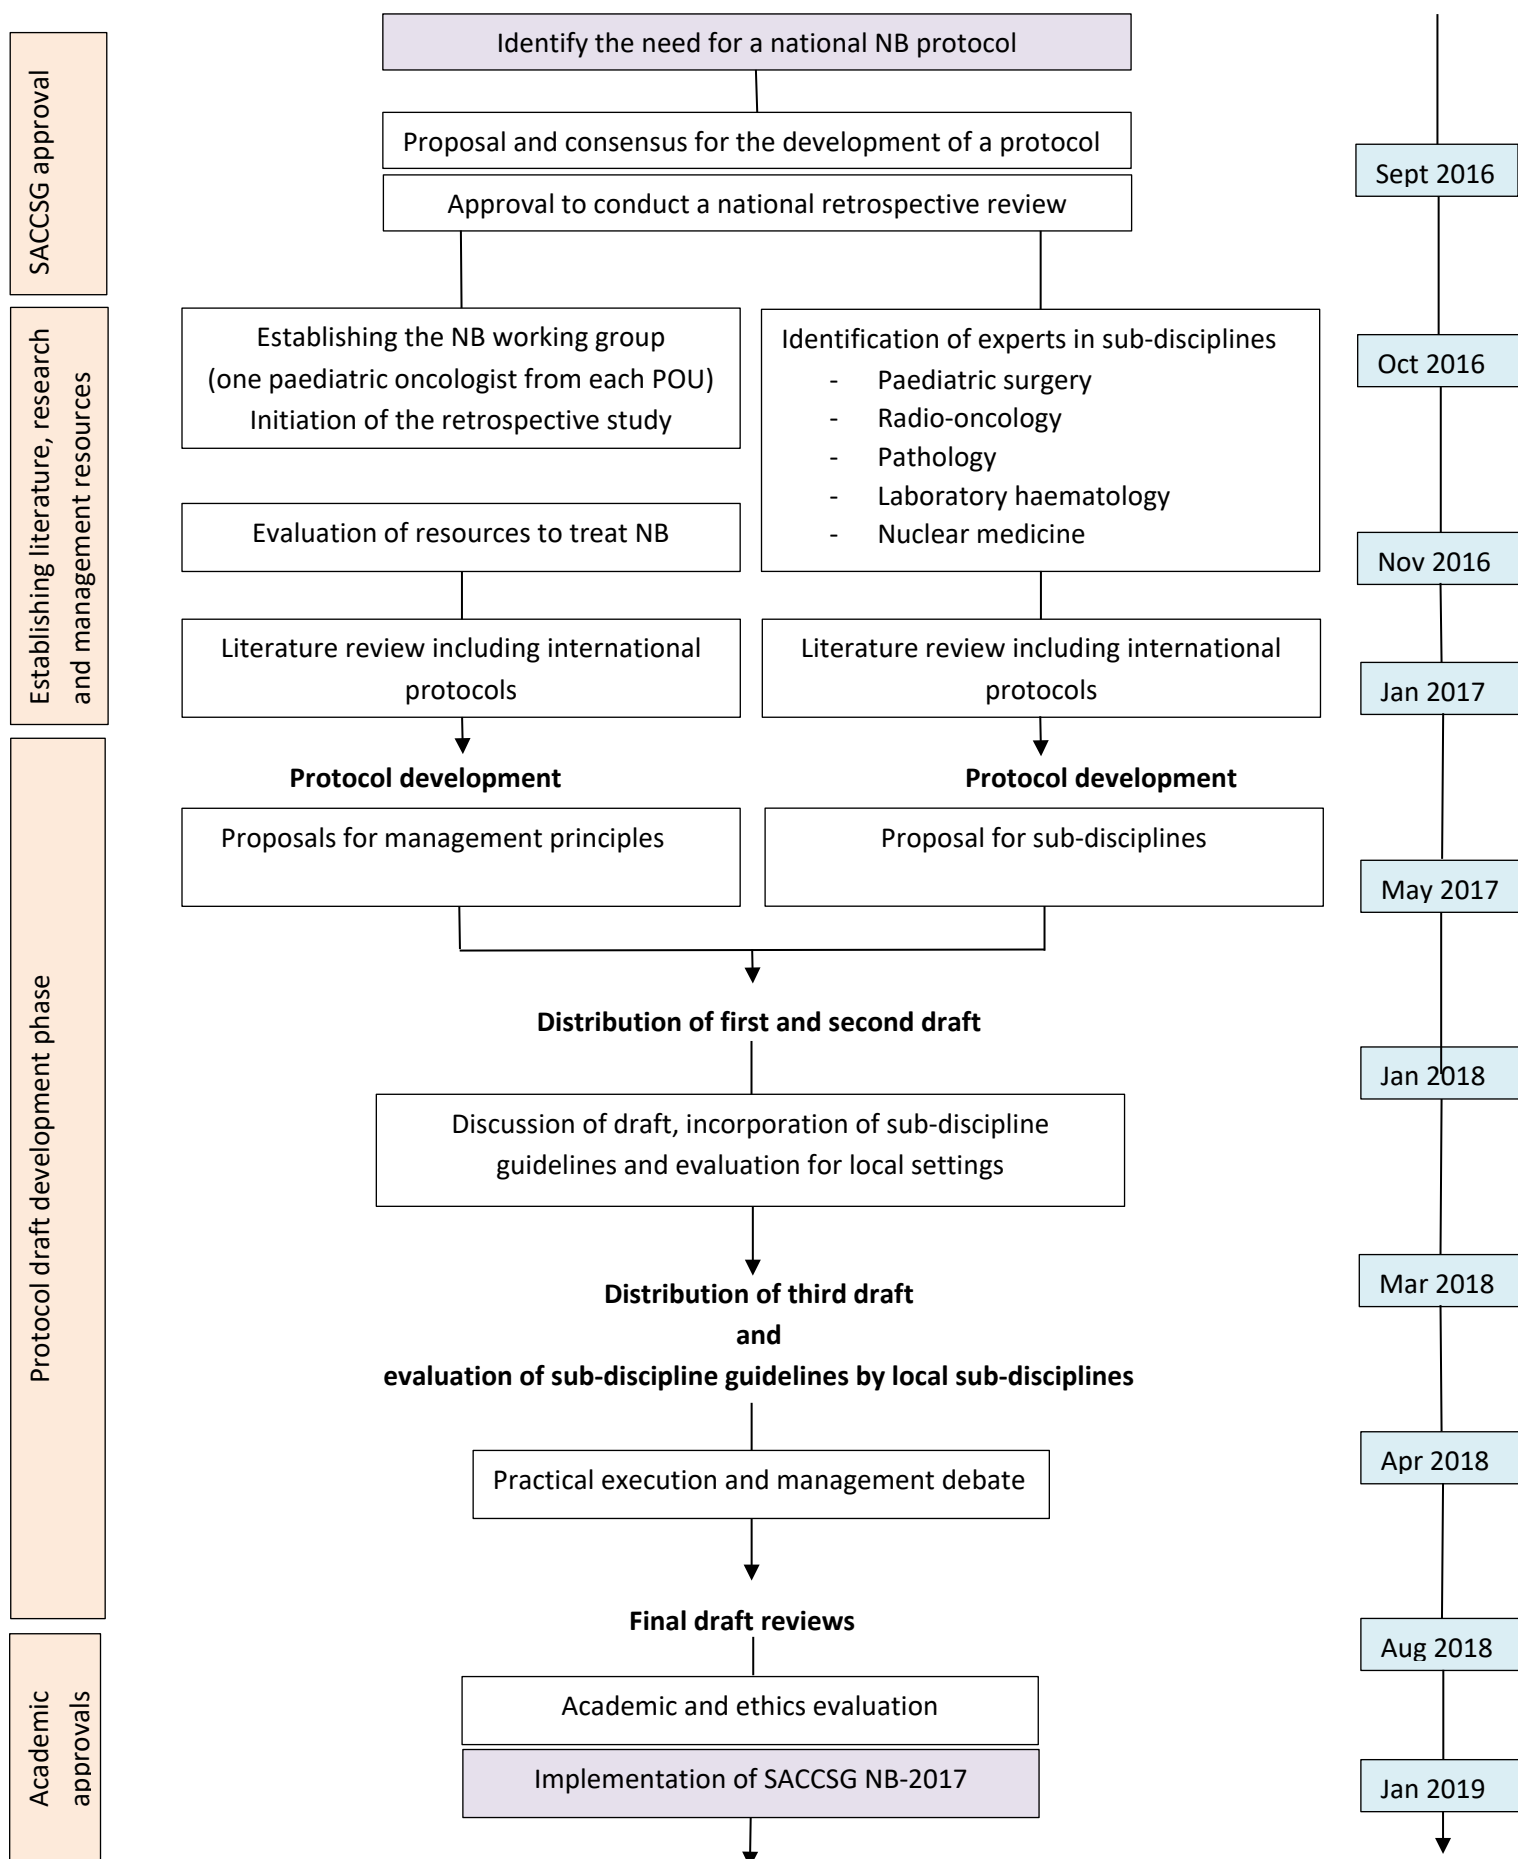 SACCSG approval
Identify the need for a national NB protocol
Proposal and consensus for the development of a protocol
Approval to conduct a national retrospective review
Sept 2016
Establishing literature, research
and management resources
Establishing the NB working group
(one paediatric oncologist from each POU)
Initiation of the retrospective study
Identification of experts in sub-disciplines
- Paediatric surgery
- Radio-oncology
- Pathology
- Laboratory haematology
- Nuclear medicine
Oct 2016
Evaluation of resources to treat NB
Nov 2016
Literature review including international
protocols
Literature review including international
protocols
Jan 2017
Protocol draft development phase
Protocol development
Protocol development
Proposals for management principles
Proposal for sub-disciplines
May 2017
Distribution of first and second draft
Jan 2018
Discussion of draft, incorporation of sub-discipline
guidelines and evaluation for local settings
Distribution of third draft
and
evaluation of sub-discipline guidelines by local sub-disciplines
Mar 2018
Practical execution and management debate
Apr 2018
Final draft reviews
Aug 2018
Academic
approvals
Academic and ethics evaluation
Implementation of SACCSG NB-2017
Jan 2019